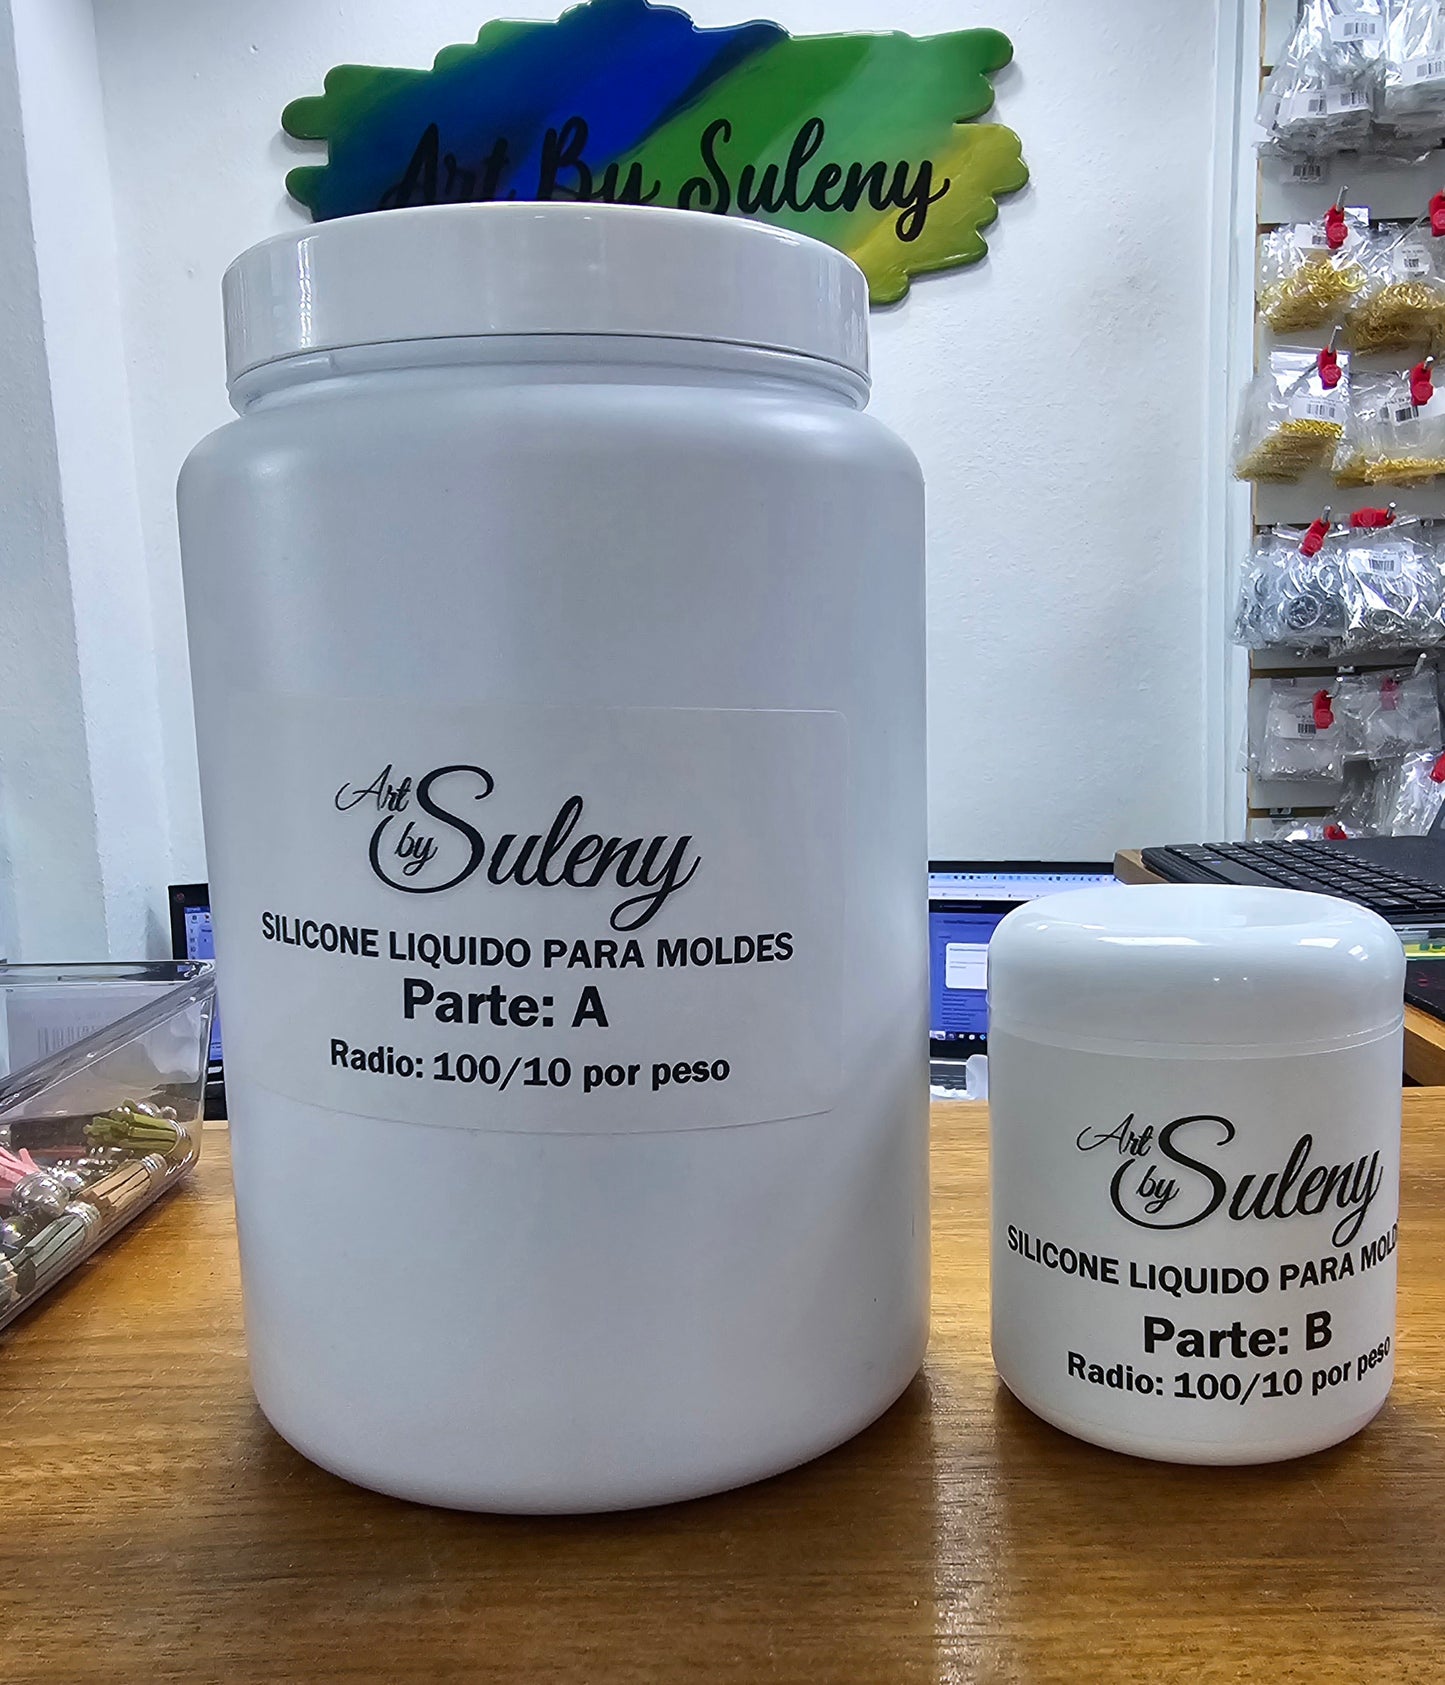 Art By Suleny
Art
by Suleny
SILICONE LIQUIDO PARA MOLDES
Parte: A
Radio: 100/10 por peso
Art
by Suleny
SILICONE LIQUIDO PARA
Parte: B
Radio: 100/10 por peso